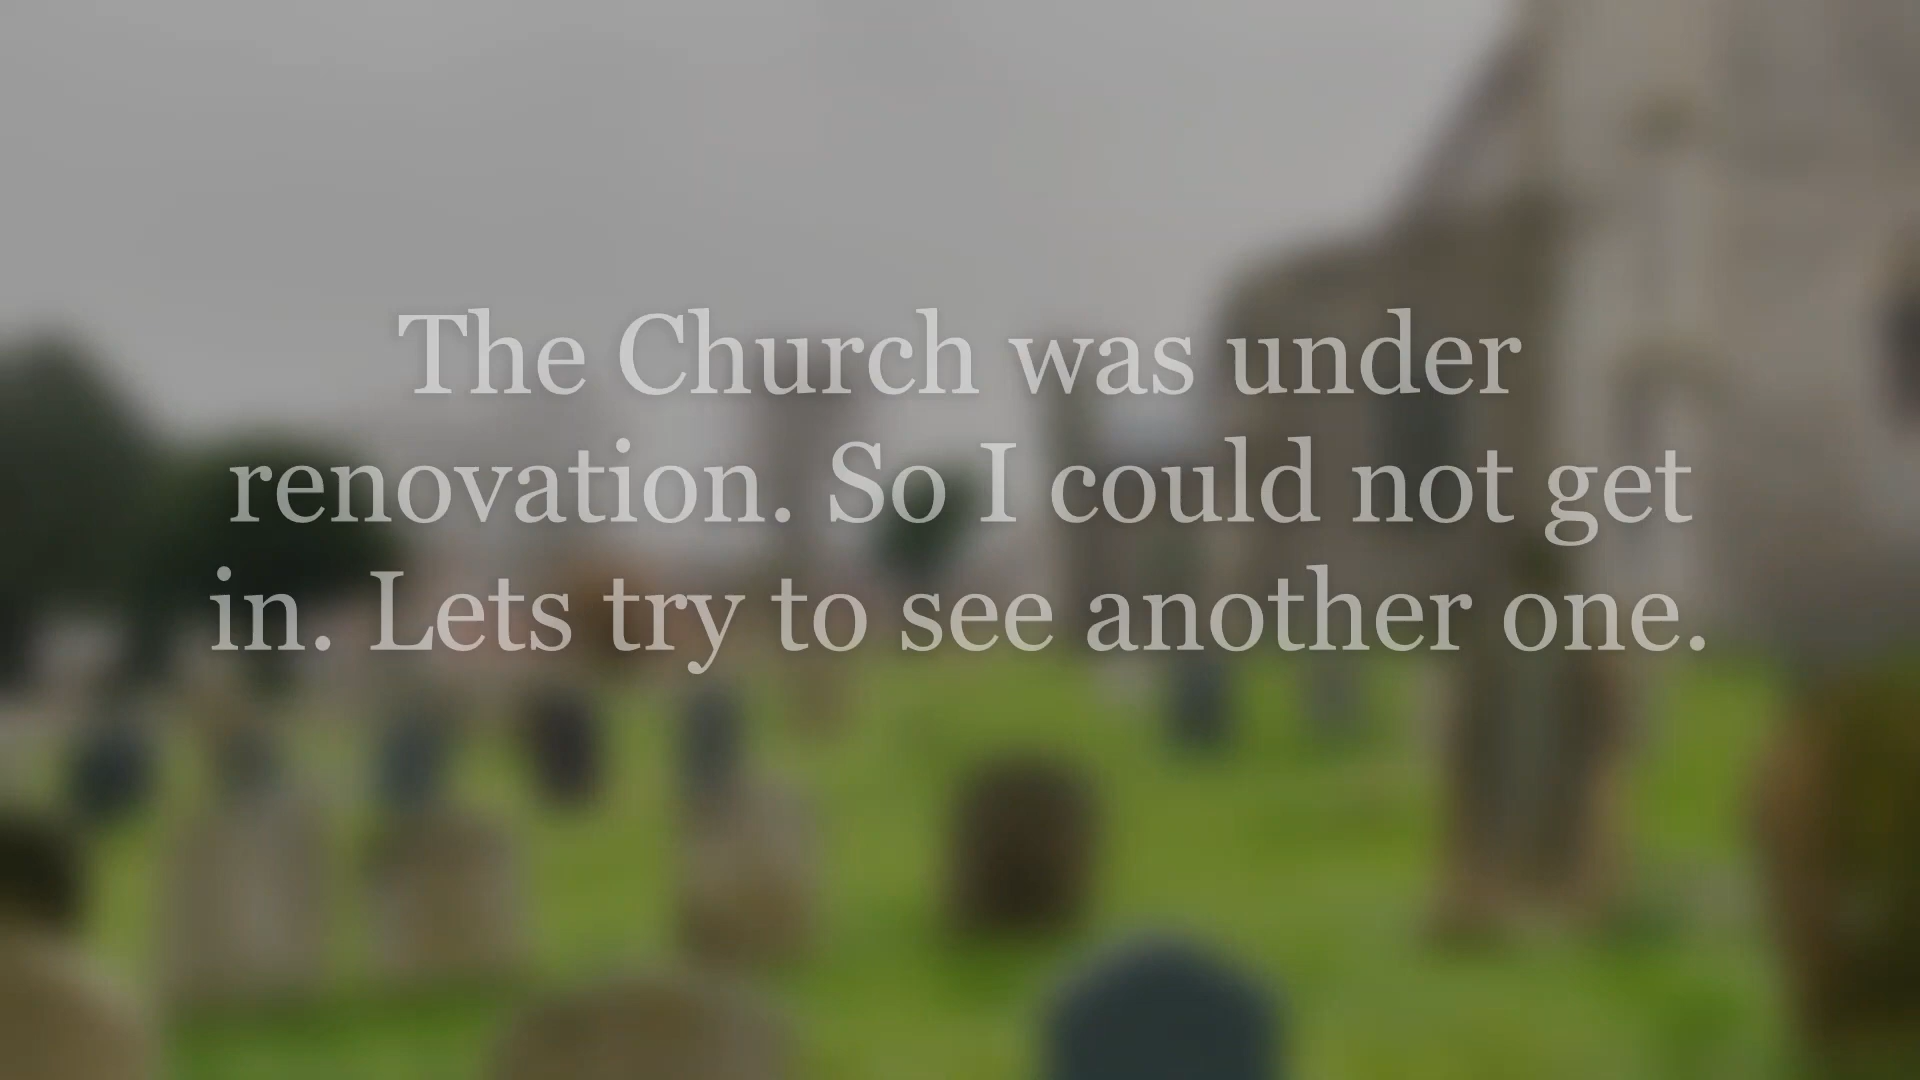 The Church was under
renovation. So I could not get
in. Lets try to see another one.